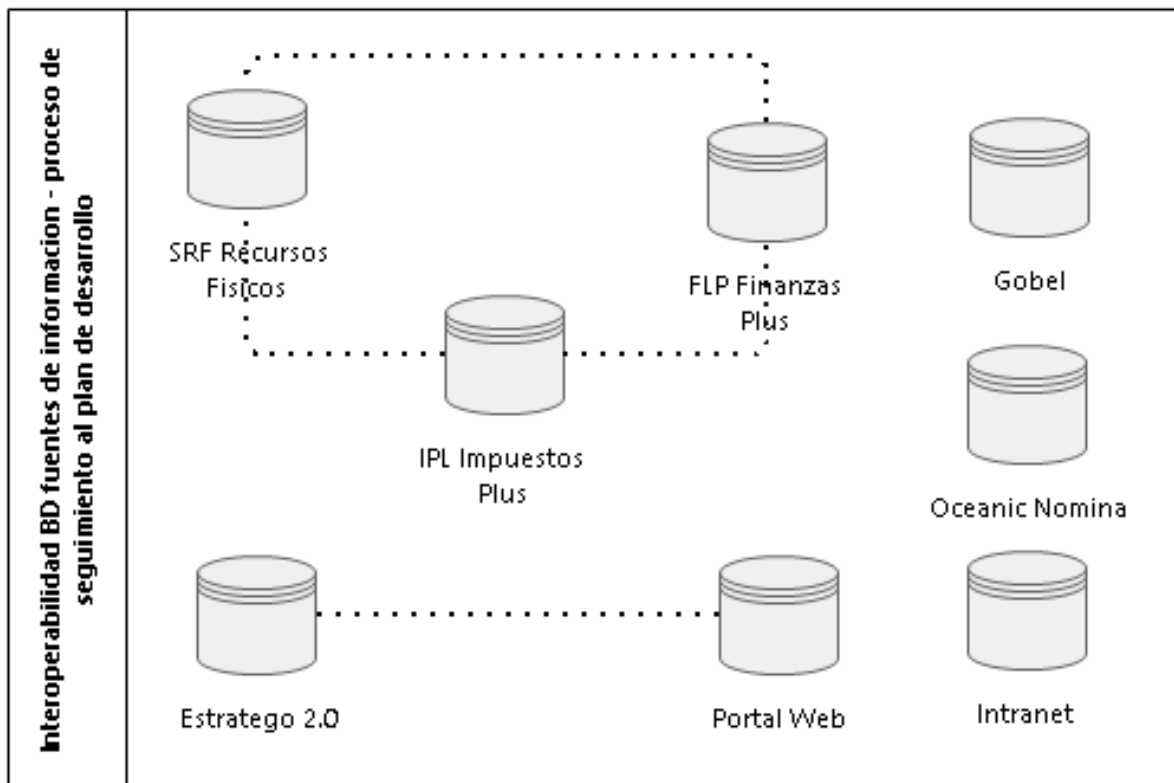 Interoperabilidad BD fuentes de informacion - proceso de
seguimiento al plan de desarrollo
SRF Recursos
Fisicos
FLP Finanzas
Plus
Gobel
IPL Impuestos
Plus
Oceanic Nomina
Estratego 2.0
Portal Web
Intranet